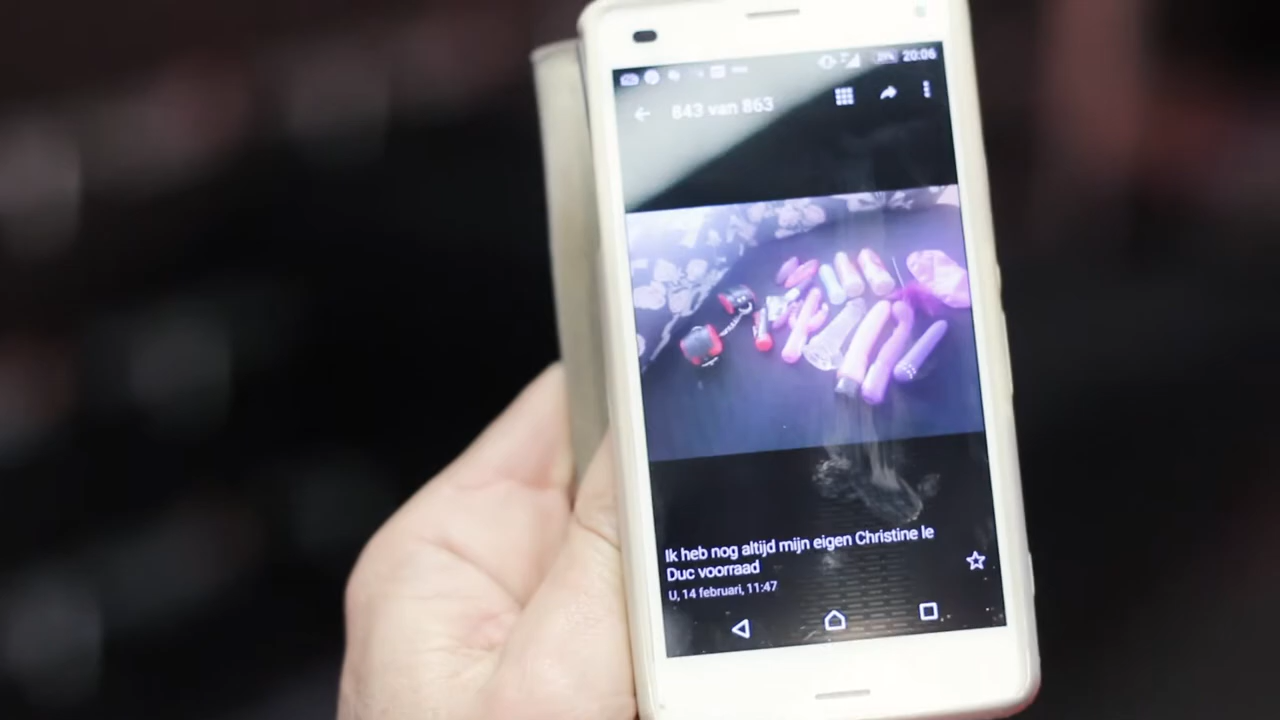 20:06
843 van 863
Ik heb nog altijd mijn eigen Christine le
Duc voorraad
U, 14 februari, 11:47